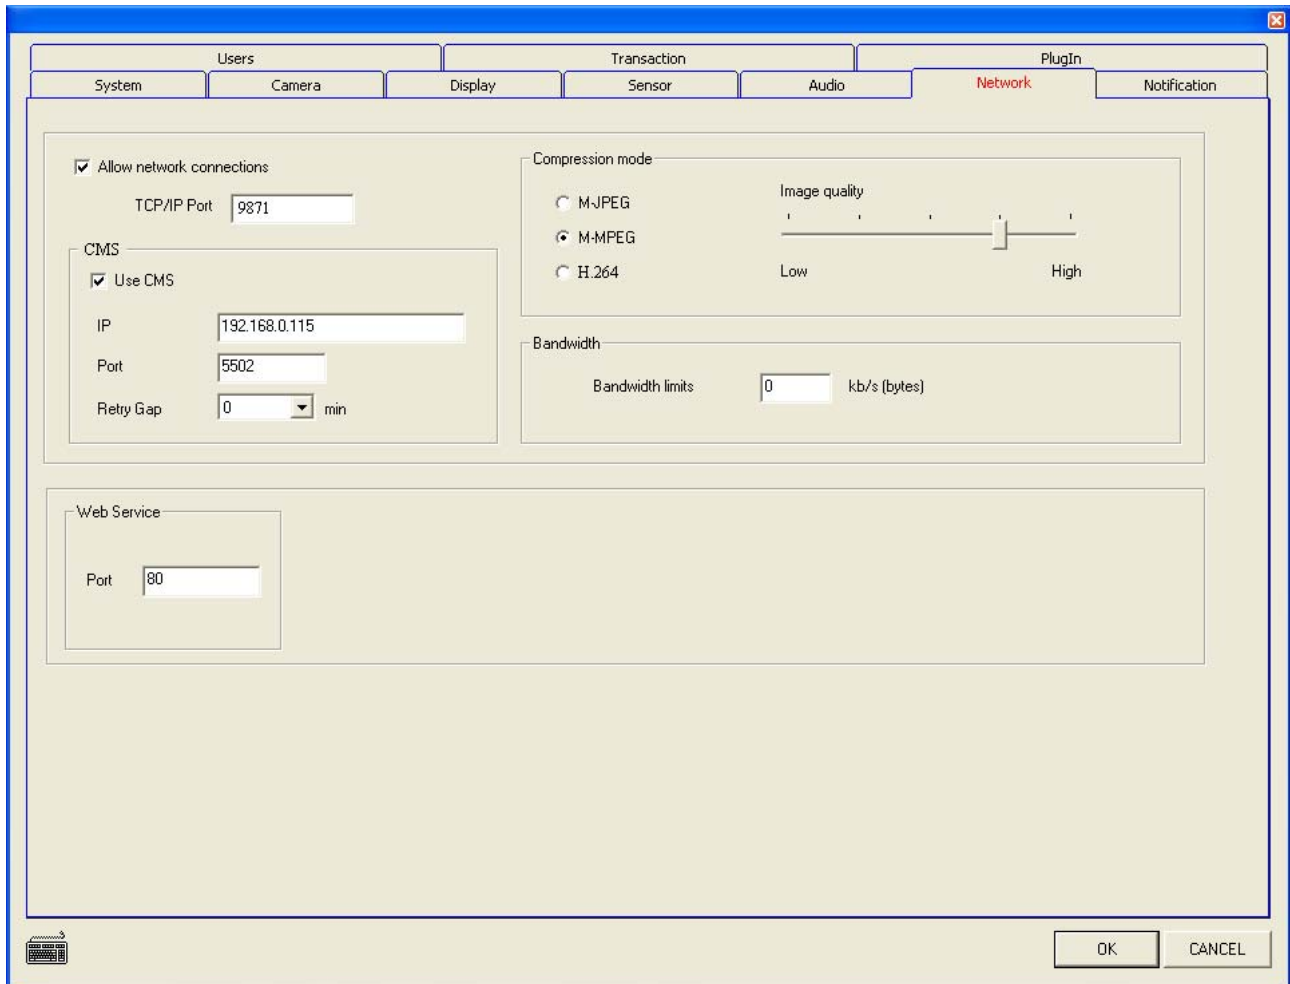 Users Transaction PlugIn
System Camera Display Sensor Audio Network Notification
Allow network connections
TCP/IP Port 9871
CMS
Use CMS
IP 192.168.0.115
Port 5502
Retry Gap 0 min
Compression mode
M-JPEG
M-MPEG
H.264
Image quality
Low High
Bandwidth
Bandwidth limits 0 kb/s (bytes)
Web Service
Port 80
OK CANCEL